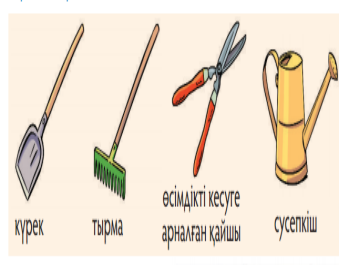 күрек
тырма
өсімдікті кесуге
арналған қайшы
сусепкіш